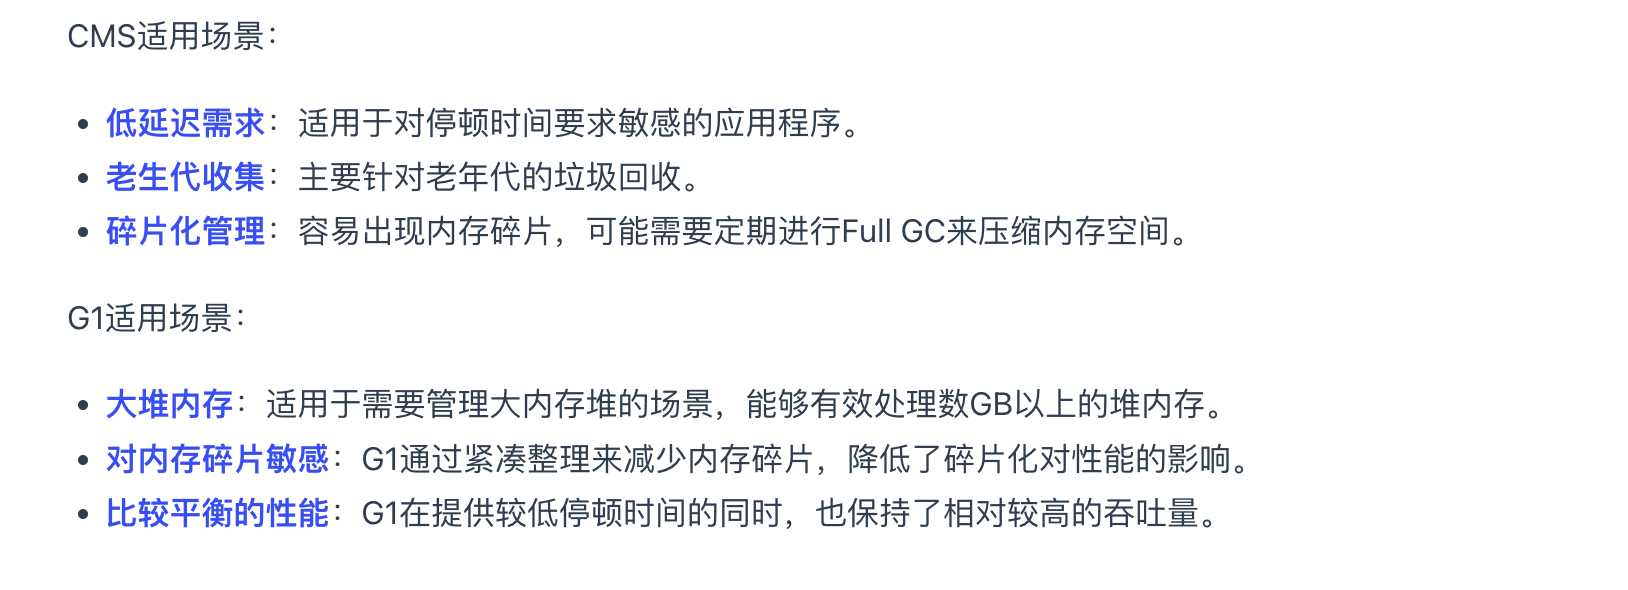 CMS适用场景：
• 低延迟需求：适用于对停顿时间要求敏感的应用程序。
• 老生代收集：主要针对老年代的垃圾回收。
• 碎片化管理：容易出现内存碎片，可能需要定期进行Full GC来压缩内存空间。
G1适用场景：
• 大堆内存：适用于需要管理大内存堆的场景，能够有效处理数GB以上的堆内存。
• 对内存碎片敏感：G1通过紧凑整理来减少内存碎片，降低了碎片化对性能的影响。
• 比较平衡的性能：G1在提供较低停顿时间的同时，也保持了相对较高的吞吐量。